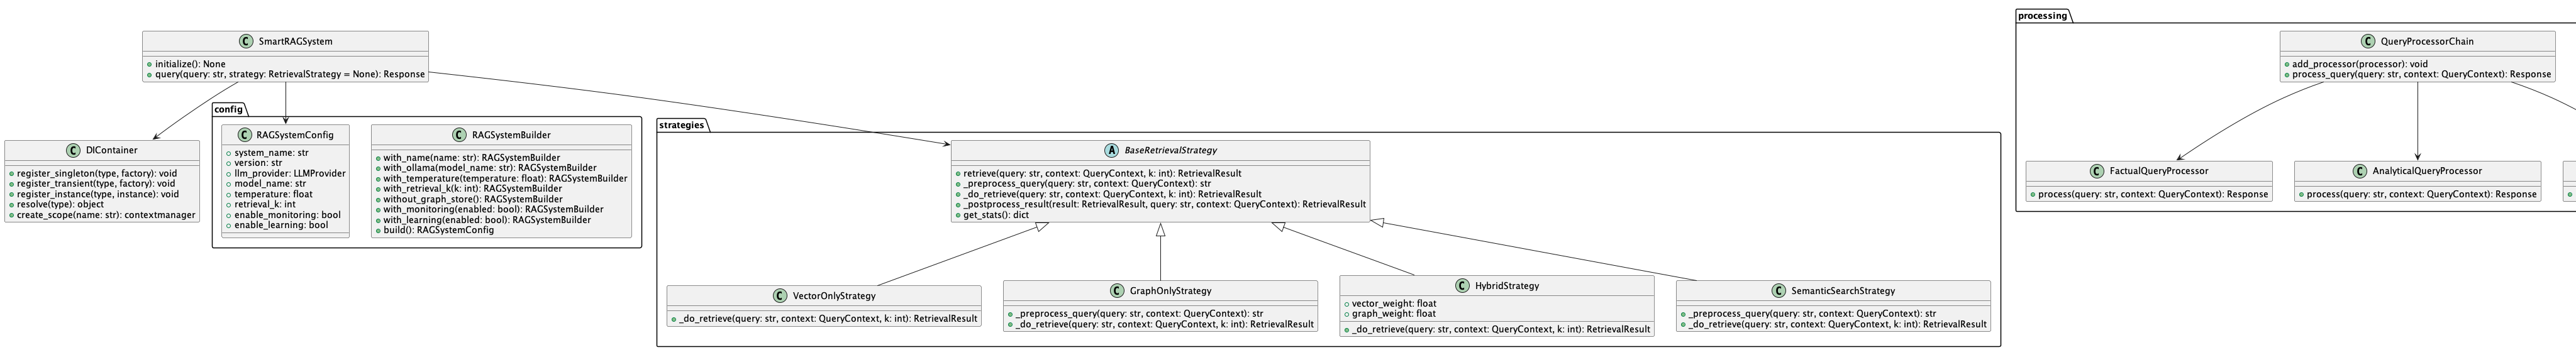 SmartRAGSystem
initialize(): None
query(query: str, strategy: RetrievalStrategy = None): Response
DIContainer
register_singleton(type, factory): void
register_transient(type, factory): void
register_instance(type, instance): void
resolve(type): object
create_scope(name: str): contextmanager
config
C RAGSystemConfig
system_name: str
version: str
llm_provider: LLMProvider
model_name: str
temperature: float
retrieval_k: int
enable_monitoring: bool
enable_learning: bool
C RAGSystemBuilder
with_name(name: str): RAGSystemBuilder
with_ollama(model_name: str): RAGSystemBuilder
with_temperature(temperature: float): RAGSystemBuilder
with_retrieval_k(k: int): RAGSystemBuilder
without_graph_store(): RAGSystemBuilder
with_monitoring(enabled: bool): RAGSystemBuilder
with_learning(enabled: bool): RAGSystemBuilder
build(): RAGSystemConfig
strategies
A BaseRetrievalStrategy
retrieve(query: str, context: QueryContext, k: int): RetrievalResult
_preprocess_query(query: str, context: QueryContext): str
_do_retrieve(query: str, context: QueryContext, k: int): RetrievalResult
_postprocess_result(result: RetrievalResult, query: str, context: QueryContext): RetrievalResult
get_stats(): dict
C VectorOnlyStrategy
_do_retrieve(query: str, context: QueryContext, k: int): RetrievalResult
C GraphOnlyStrategy
_preprocess_query(query: str, context: QueryContext): str
_do_retrieve(query: str, context: QueryContext, k: int): RetrievalResult
C HybridStrategy
vector_weight: float
graph_weight: float
_do_retrieve(query: str, context: QueryContext, k: int): RetrievalResult
C SemanticSearchStrategy
_preprocess_query(query: str, context: QueryContext): str
_do_retrieve(query: str, context: QueryContext, k: int): RetrievalResult
processing
C QueryProcessorChain
add_processor(processor): void
process_query(query: str, context: QueryContext): Response
C FactualQueryProcessor
process(query: str, context: QueryContext): Response
C AnalyticalQueryProcessor
process(query: str, context: QueryContext): Response